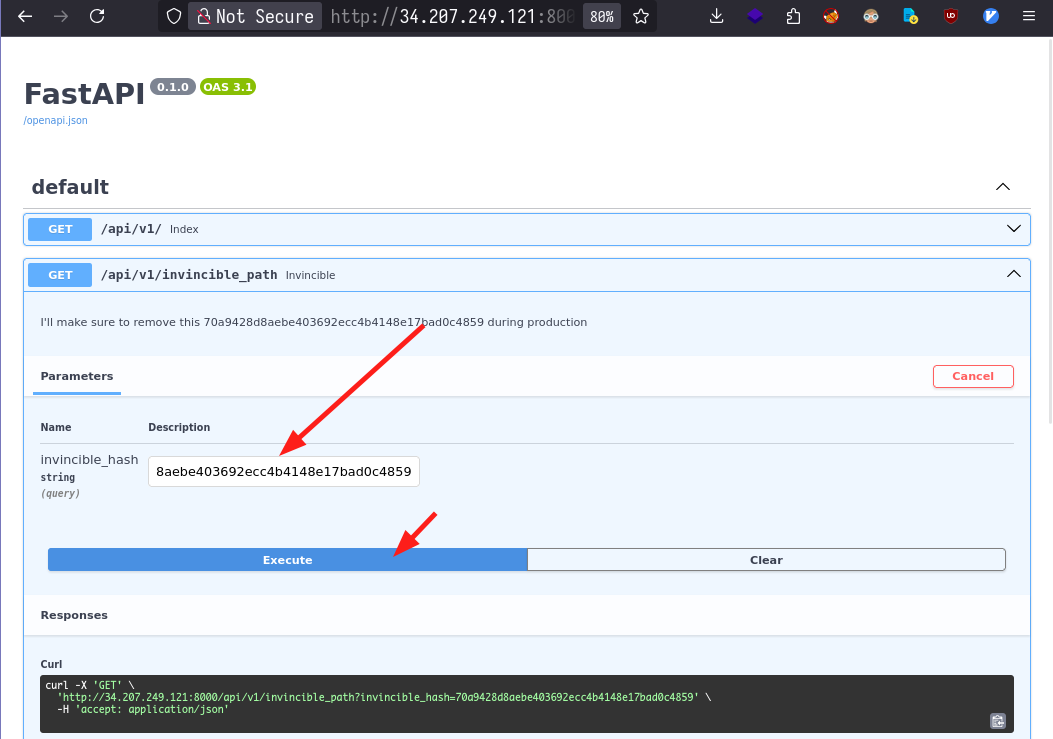 Not Secure http://34.207.249.121:800 80%
FastAPI 0.1.0 OAS 3.1
/openapi.json
default
GET /api/v1/ Index
GET /api/v1/invincible_path Invincible
I'll make sure to remove this 70a9428d8aebe403692ecc4b4148e17bad0c4859 during production
Parameters Cancel
Name Description
invincible_hash
string
(query)
8aebe403692ecc4b4148e17bad0c4859
Execute Clear
Responses
Curl
curl -X 'GET' \
'http://34.207.249.121:8000/api/v1/invincible_path?invincible_hash=70a9428d8aebe403692ecc4b4148e17bad0c4859' \
-H 'accept: application/json'